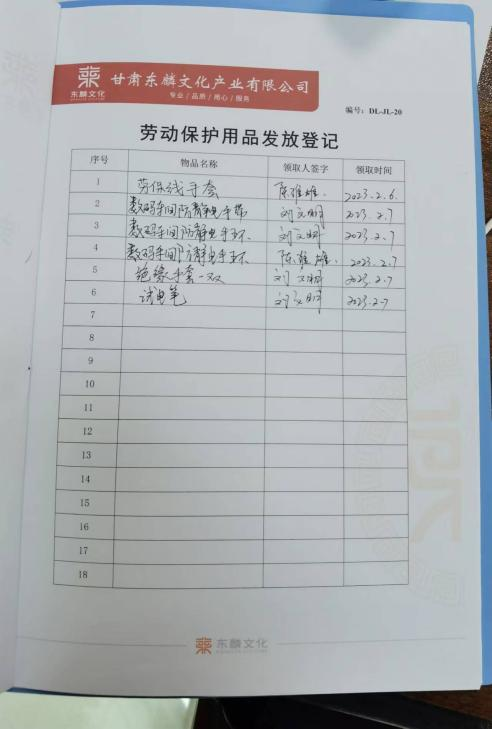 东麟文化
甘肃东麟文化产业有限公司
专业/品质/用心/服务
编号：DL-JL-20
劳动保护用品发放登记
序号 物品名称 领取人签字 领取时间
1 劳保线手套 陈维雄 2023.2.6
2 数码车间防静电手带 刘文明 2023.2.7
3 数码车间防静电手环 刘文明 2023.2.7
4 数码车间防静电手环 陈维雄 2023.2.7
5 绝缘手套一双 刘文明 2023.2.7
6 试电笔 刘文明 2023.2.7
7
8
9
10
11
12
13
14
15
16
17
18
东麟文化